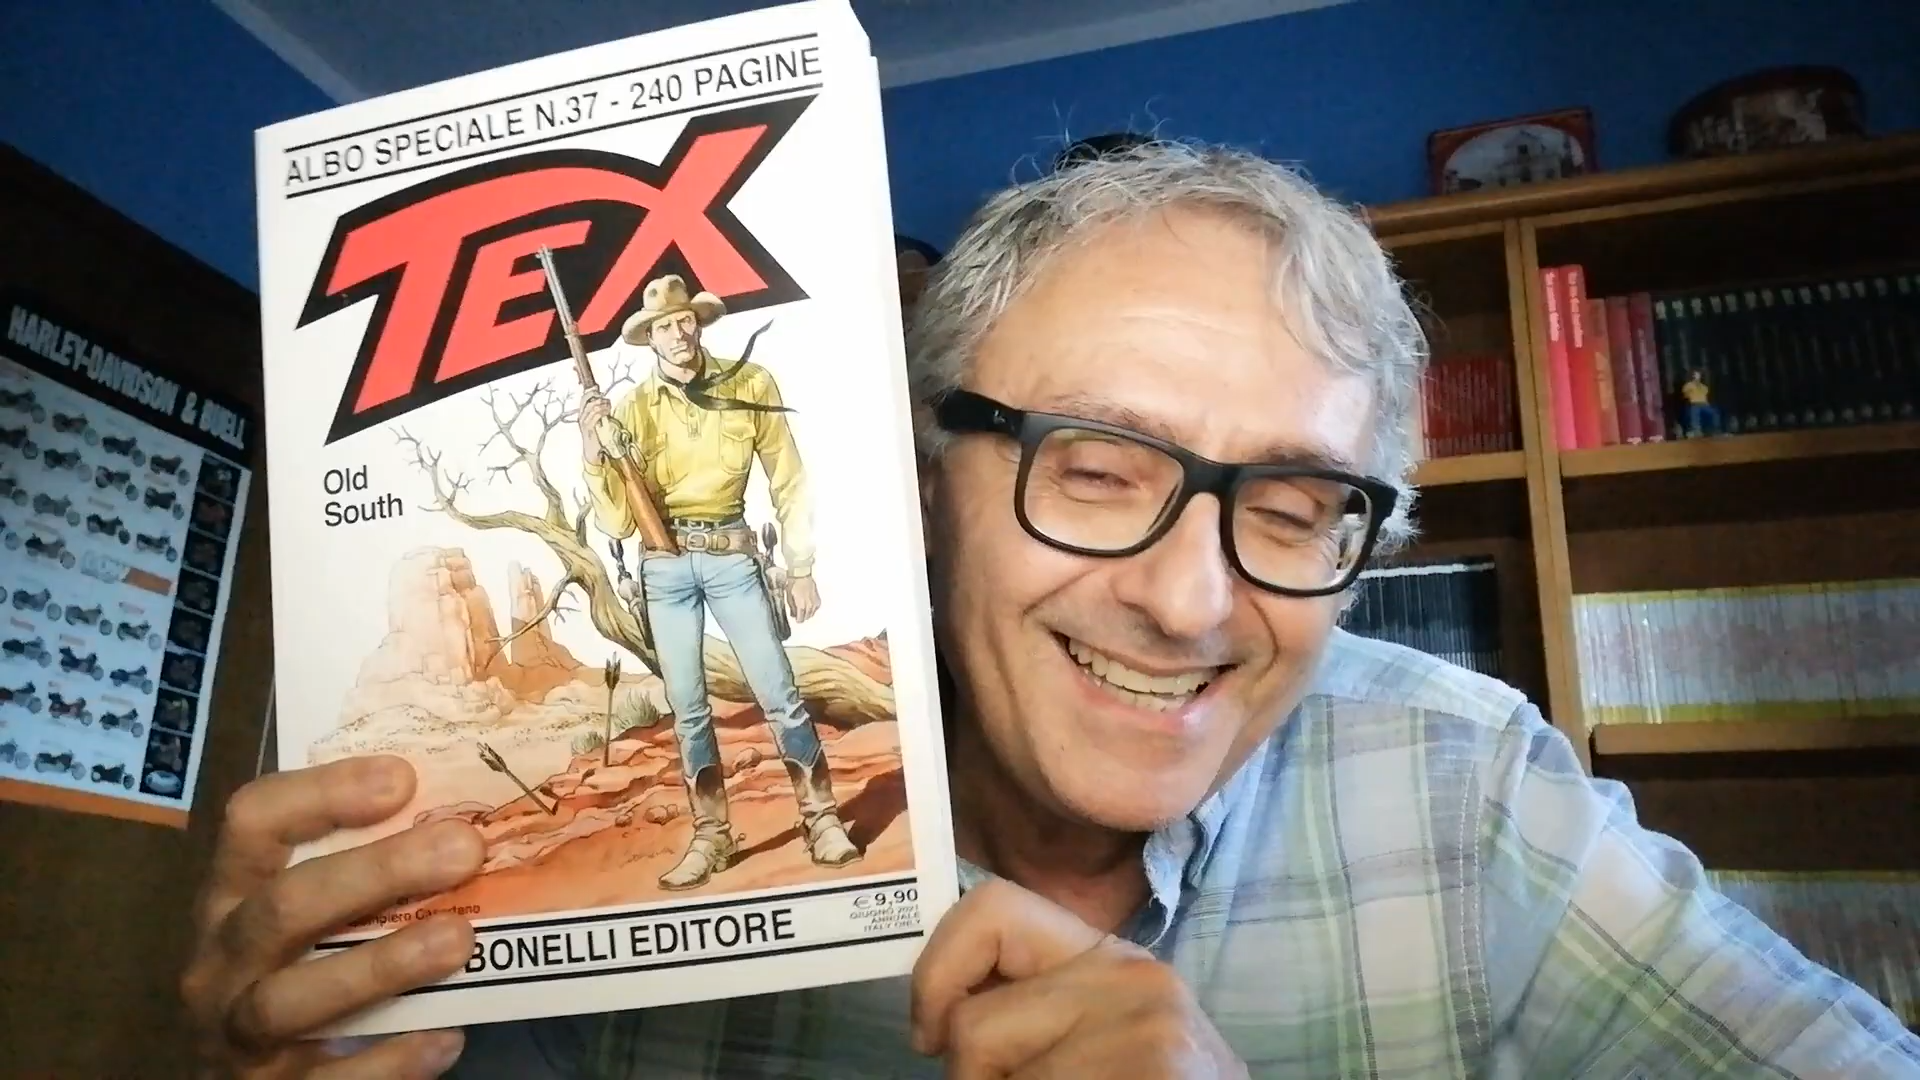 ALBO SPECIALE N.37 - 240 PAGINE
TEX
Old
South
BONELLI EDITORE
€ 9,90
GIUGNO 2021
ANNUALE
ITALY ONLY
HARLEY-DAVIDSON & BUELL